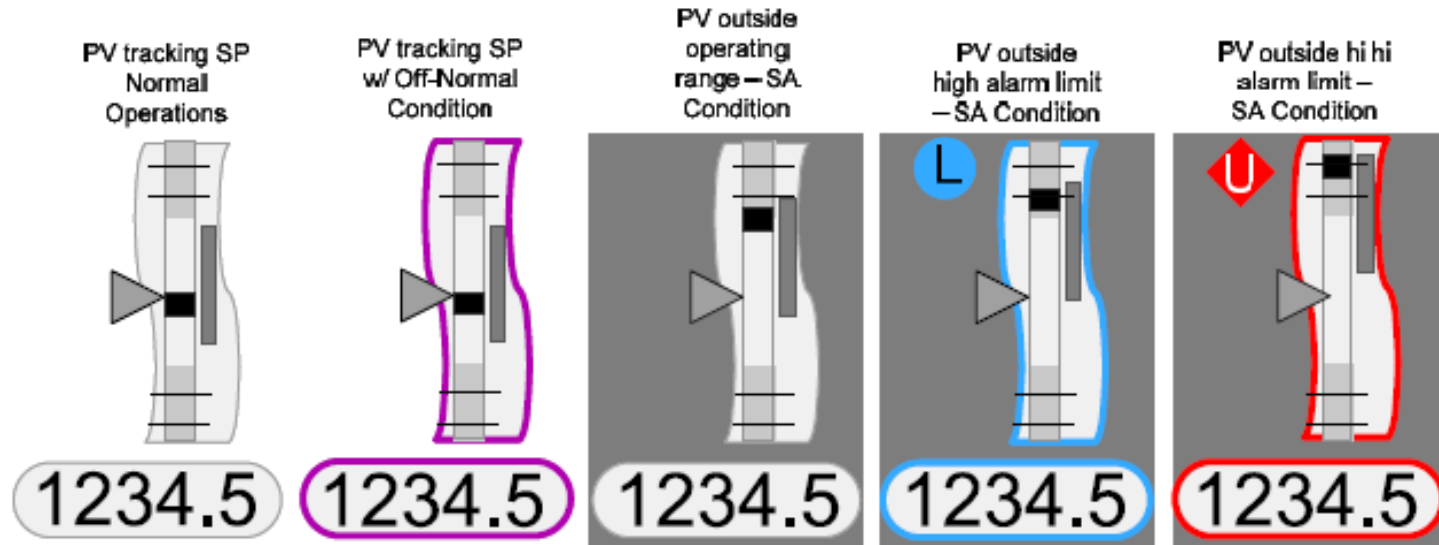 PV tracking SP
Normal
Operations
PV tracking SP
w/ Off-Normal
Condition
PV outside
operating
range – SA
Condition
PV outside
high alarm limit
– SA Condition
PV outside hi hi
alarm limit –
SA Condition
L
U
1234.5
1234.5
1234.5
1234.5
1234.5